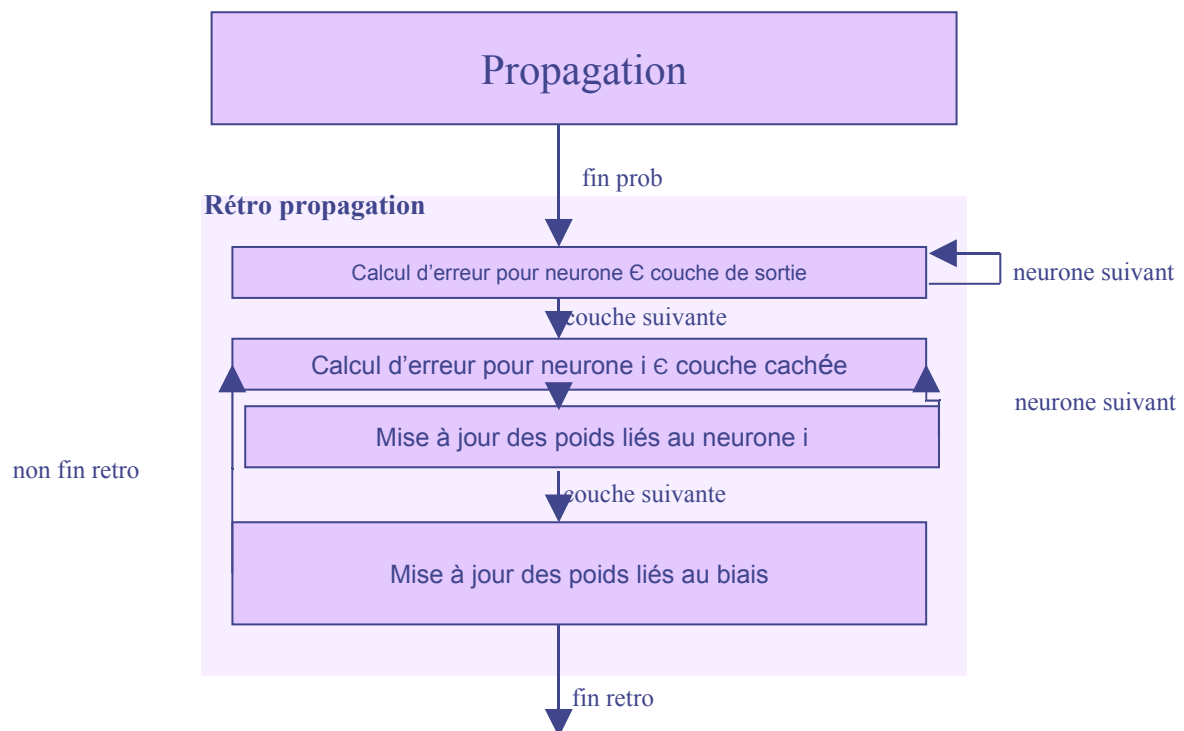 Propagation
fin prob
Rétro propagation
Calcul d'erreur pour neurone Є couche de sortie
neurone suivant
couche suivante
Calcul d'erreur pour neurone i Є couche cachée
neurone suivant
Mise à jour des poids liés au neurone i
non fin retro
couche suivante
Mise à jour des poids liés au biais
fin retro